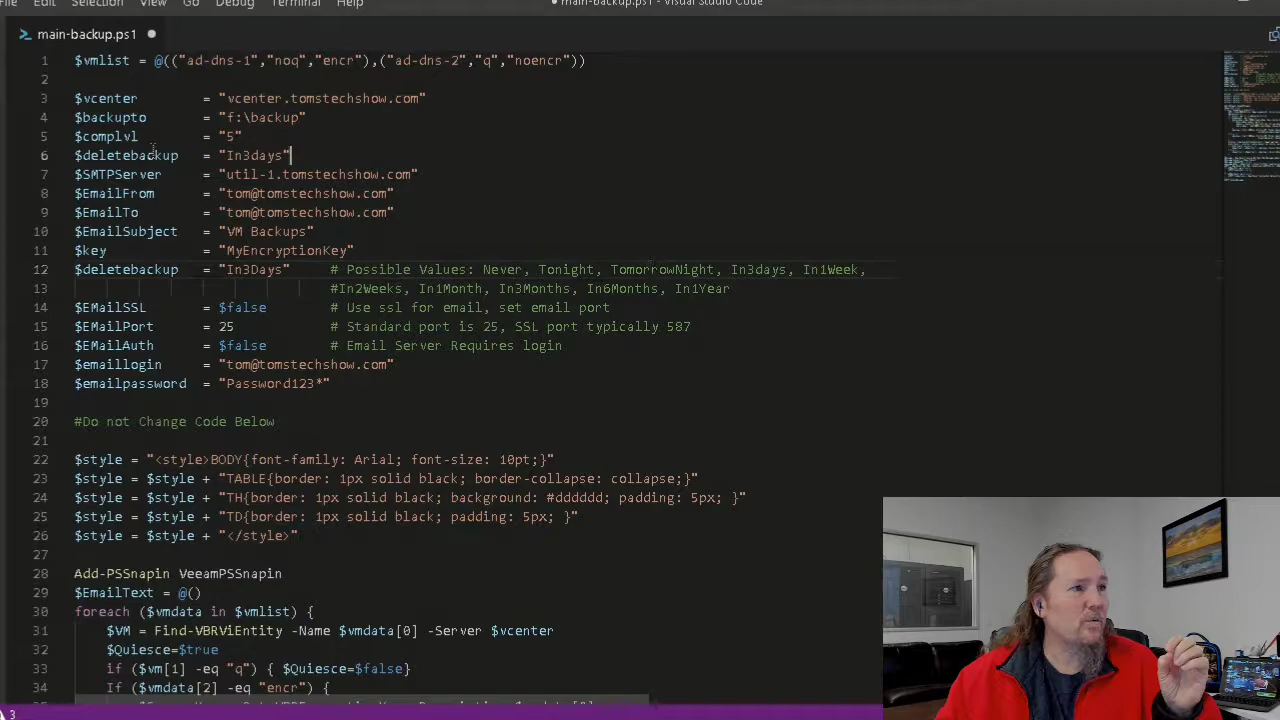 File Edit Selection View Go Debug Terminal Help
● main-backup.ps1 - Visual Studio Code
main-backup.ps1 ●
1 $vmlist = @(("ad-dns-1","noq","encr"),("ad-dns-2","q","noencr"))
2
3 $vcenter = "vcenter.tomstechshow.com"
4 $backupto = "f:\backup"
5 $complvl = "5"
6 $deletebackup = "In3days"
7 $SMTPServer = "util-1.tomstechshow.com"
8 $EmailFrom = "tom@tomstechshow.com"
9 $EmailTo = "tom@tomstechshow.com"
10 $EmailSubject = "VM Backups"
11 $key = "MyEncryptionKey"
12 $deletebackup = "In3Days" # Possible Values: Never, Tonight, TomorrowNight, In3days, In1Week,
13 #In2Weeks, In1Month, In3Months, In6Months, In1Year
14 $EMailSSL = $false # Use ssl for email, set email port
15 $EMailPort = 25 # Standard port is 25, SSL port typically 587
16 $EMailAuth = $false # Email Server Requires login
17 $emaillogin = "tom@tomstechshow.com"
18 $emailpassword = "Password123*"
19
20 #Do not Change Code Below
21
22 $style = "<style>BODY{font-family: Arial; font-size: 10pt;}"
23 $style = $style + "TABLE{border: 1px solid black; border-collapse: collapse;}"
24 $style = $style + "TH{border: 1px solid black; background: #dddddd; padding: 5px; }"
25 $style = $style + "TD{border: 1px solid black; padding: 5px; }"
26 $style = $style + "</style>"
27
28 Add-PSSnapin VeeamPSSnapin
29 $EmailText = @()
30 foreach ($vmdata in $vmlist) {
31 $VM = Find-VBRViEntity -Name $vmdata[0] -Server $vcenter
32 $Quiesce=$true
33 if ($vm[1] -eq "q") { $Quiesce=$false}
34 If ($vmdata[2] -eq "encr") {
3